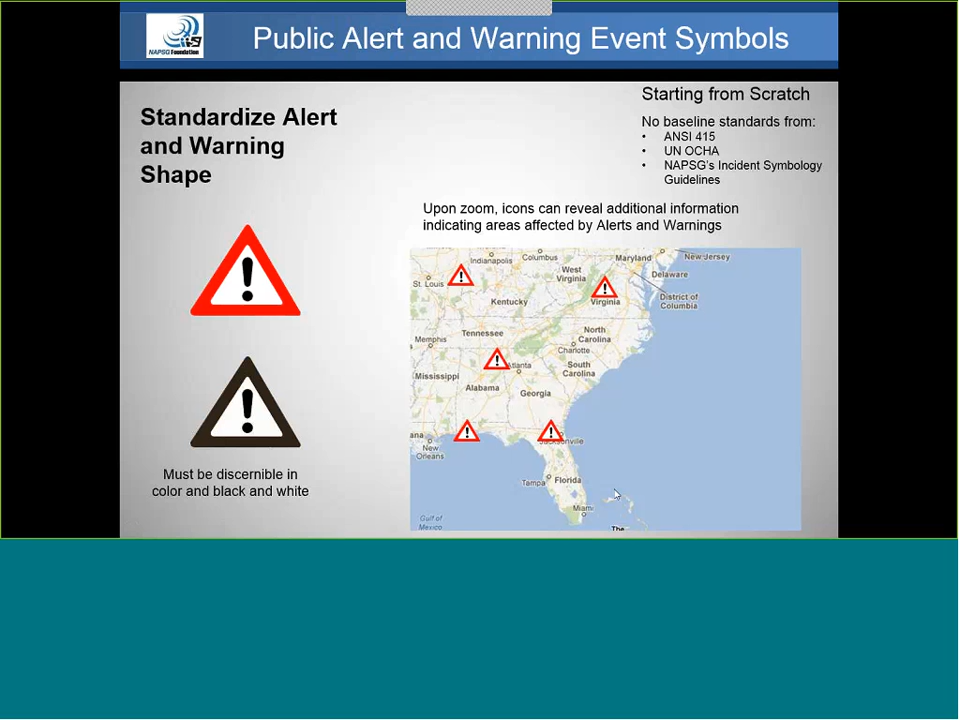 NAPSG Foundation
Public Alert and Warning Event Symbols
Standardize Alert
and Warning
Shape
Starting from Scratch
No baseline standards from:
• ANSI 415
• UN OCHA
• NAPSG's Incident Symbology
Guidelines
Upon zoom, icons can reveal additional information
indicating areas affected by Alerts and Warnings
!
!
Must be discernible in
color and black and white
Indianapolis
Columbus
Maryland
New Jersey
West
Virginia
Delaware
St. Louis
!
!
Kentucky
Virginia
District of
Columbia
Tennessee
North
Carolina
Memphis
Charlotte
!
Atlanta
South
Carolina
Mississippi
Alabama
Georgia
!
!
ana
Jacksonville
New
Orleans
Tampa
Florida
Miami
Gulf of
Mexico
The